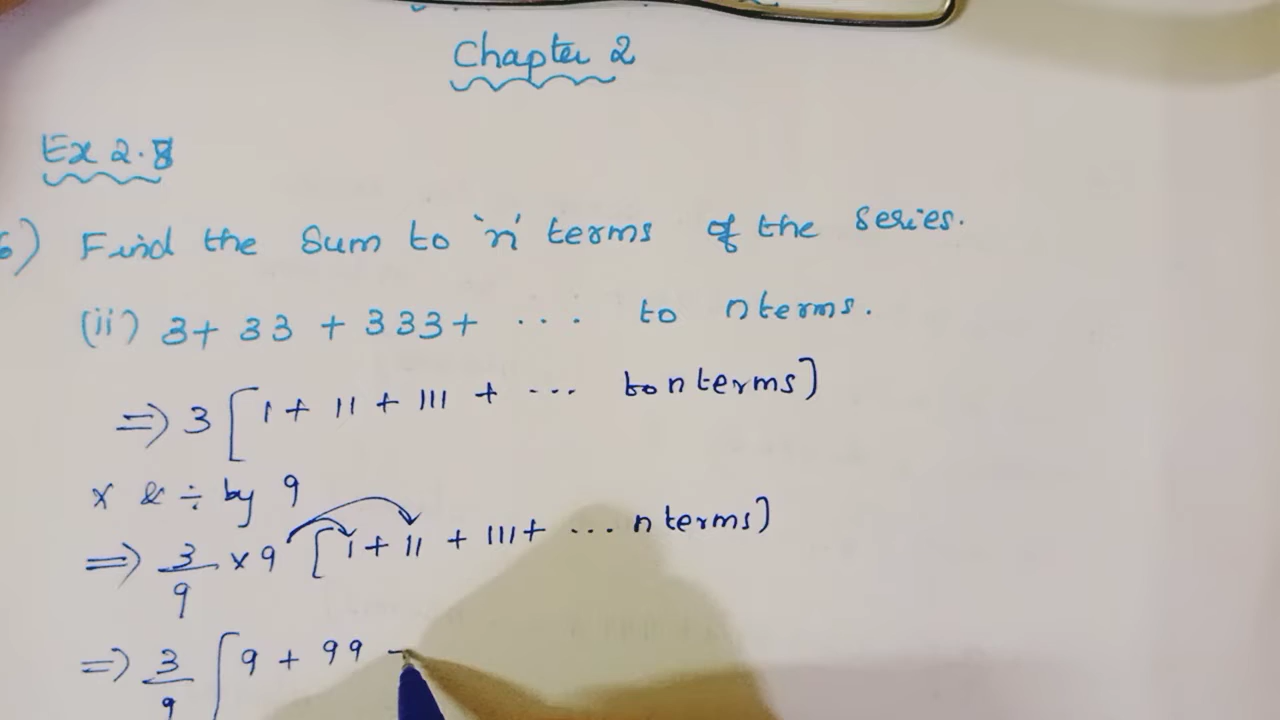 Chapter 2
Ex 2.8
6) Find the Sum to 'n' terms of the series.
(ii) 3+ 33 + 333+ ... to n terms.
=> 3 [1 + 11 + 111 + ... to n terms]
x & ÷ by 9
=> 3/9 x 9 [1 + 11 + 111 + ... n terms]
=> 3/9 [9 + 99 -